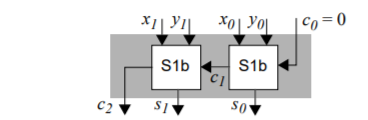 x₁ y₁ x₀ y₀ c₀ = 0
S1b S1b
c₁
c₂ s₁ s₀